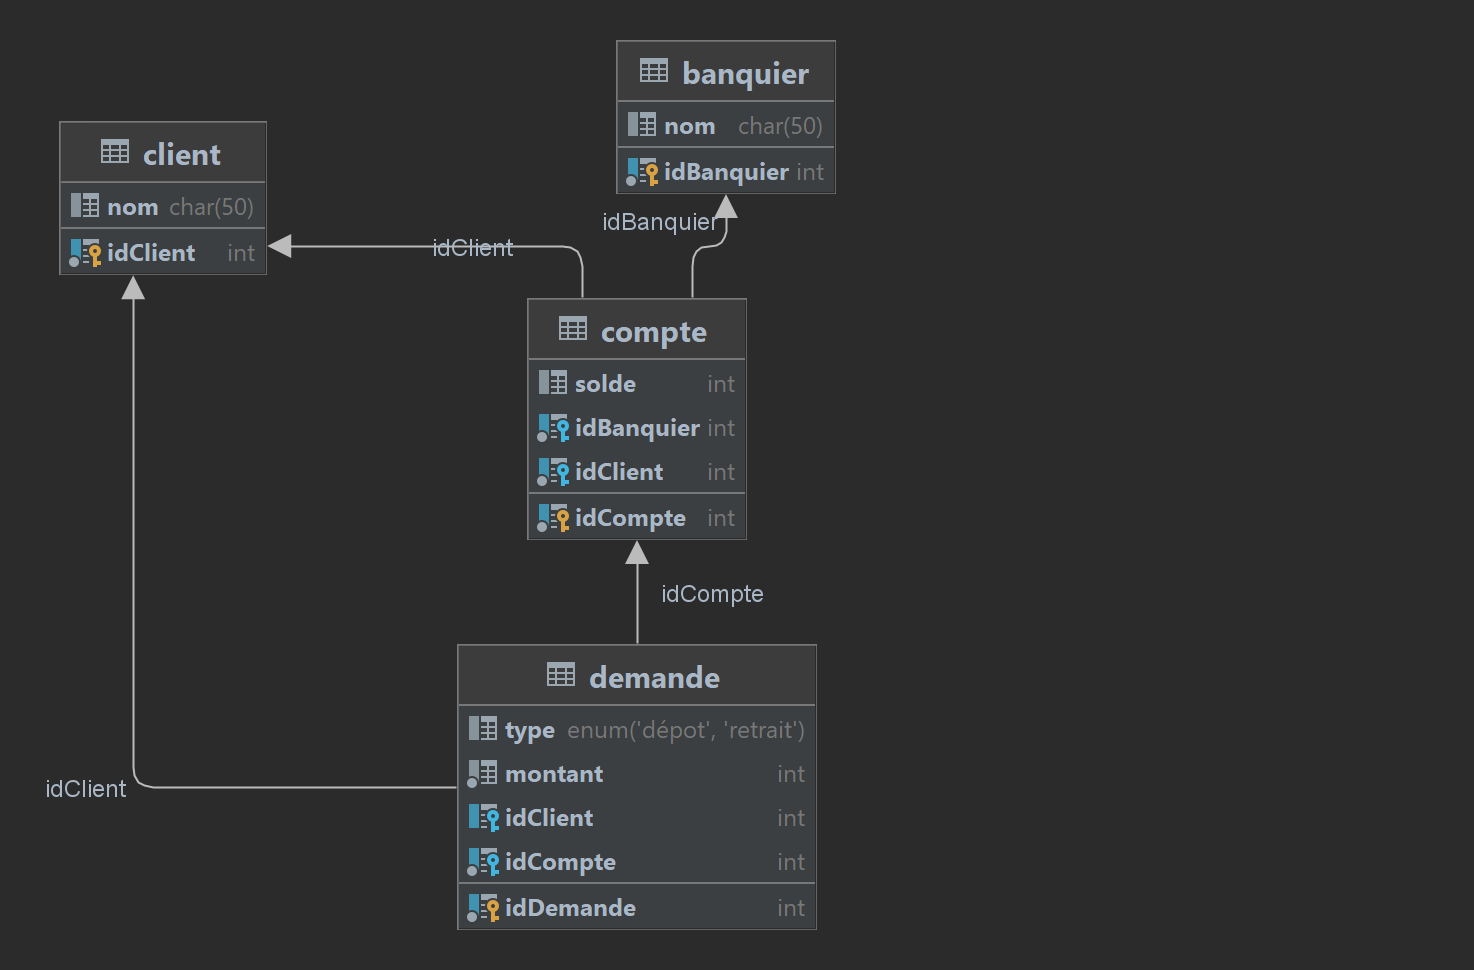 banquier
nom char(50)
idBanquier int
client
nom char(50)
idClient int
idBanquier
idClient
compte
solde int
idBanquier int
idClient int
idCompte int
idCompte
demande
type enum('dépot', 'retrait')
montant int
idClient int
idCompte int
idDemande int
idClient